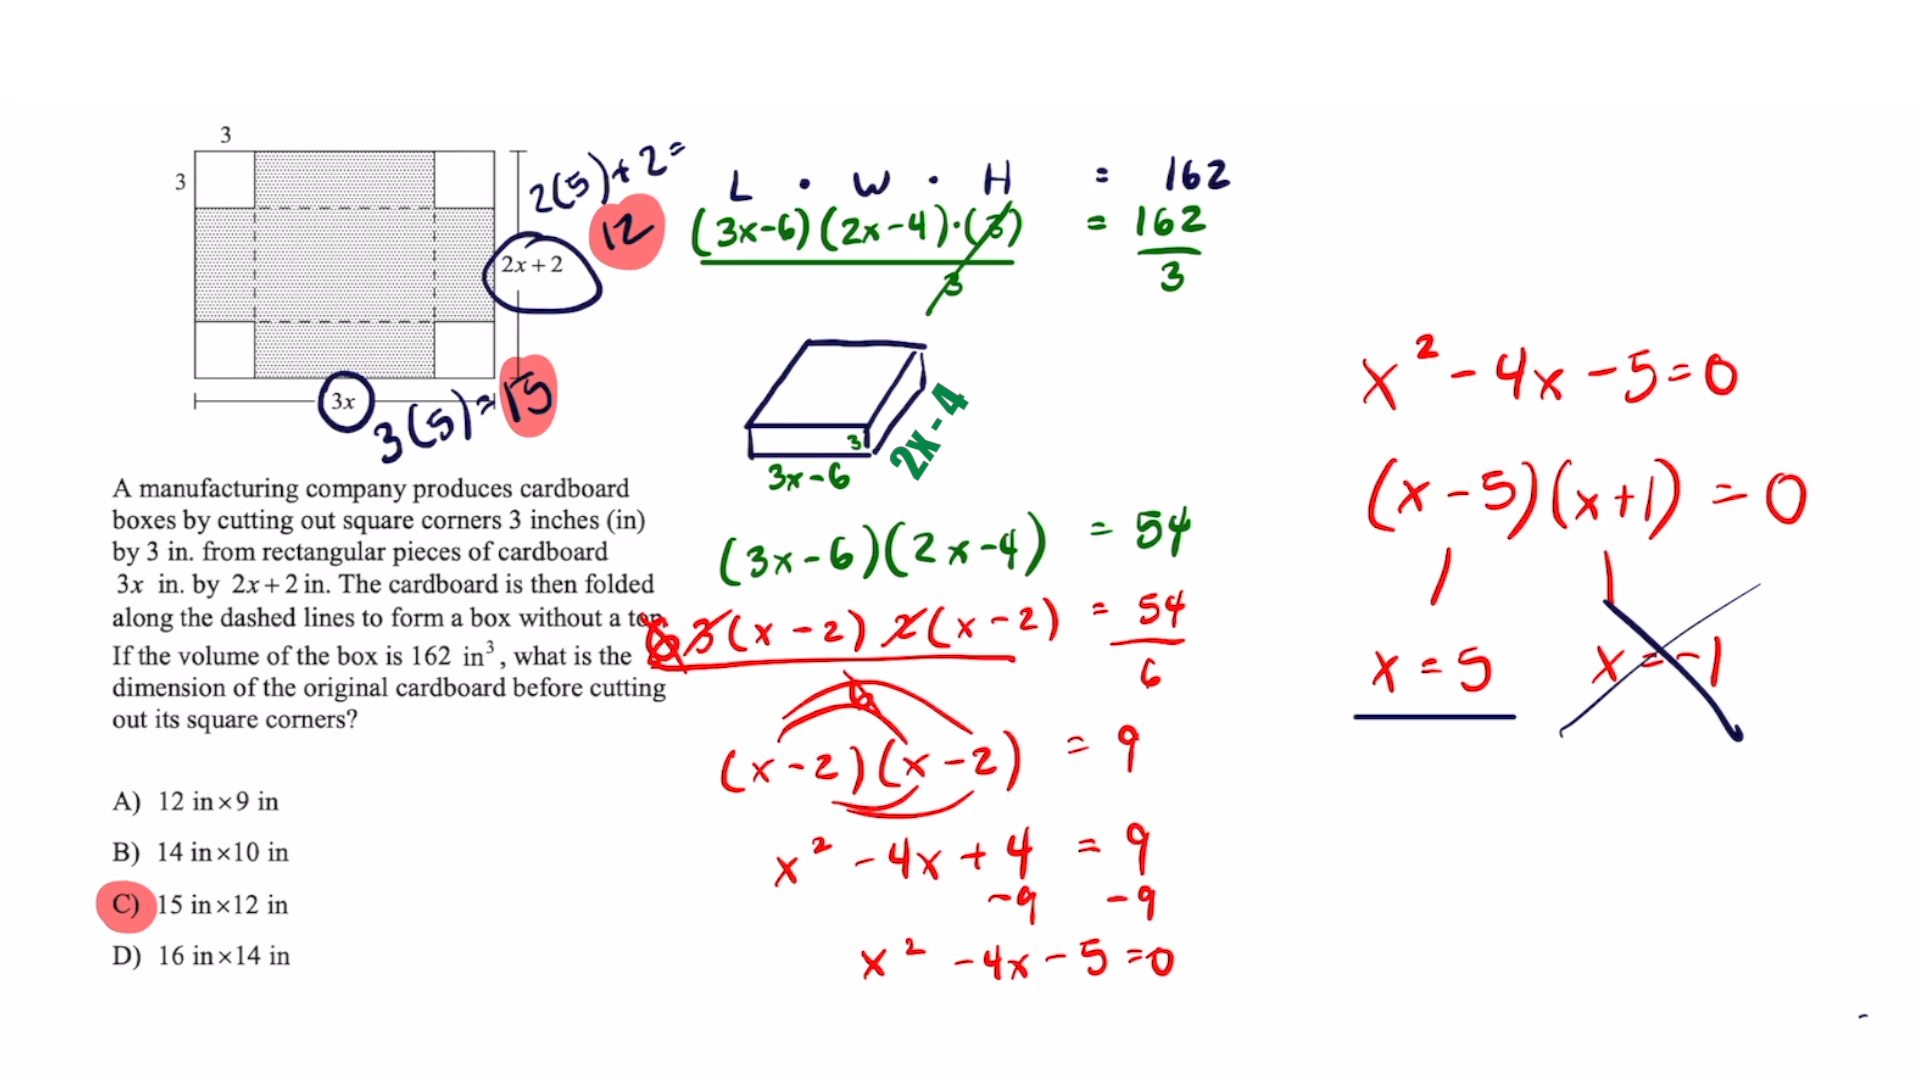 3
3
2x + 2
3x
2(5)+2=
12
3(5)=15
A manufacturing company produces cardboard
boxes by cutting out square corners 3 inches (in)
by 3 in. from rectangular pieces of cardboard
3x in. by 2x + 2 in. The cardboard is then folded
along the dashed lines to form a box without a top.
If the volume of the box is 162 in³, what is the
dimension of the original cardboard before cutting
out its square corners?
A) 12 in×9 in
B) 14 in×10 in
C) 15 in×12 in
D) 16 in×14 in
L · W · H = 162
(3x-6)(2x-4)·(3) = 162
3 3
3
3x-6
2x-4
(3x-6)(2x-4) = 54
3(x-2) 2(x-2) = 54
6 6
(x-2)(x-2) = 9
x² -4x +4 = 9
-9 -9
x² -4x-5=0
x² -4x -5=0
(x-5)(x+1) = 0
x = 5
x = -1